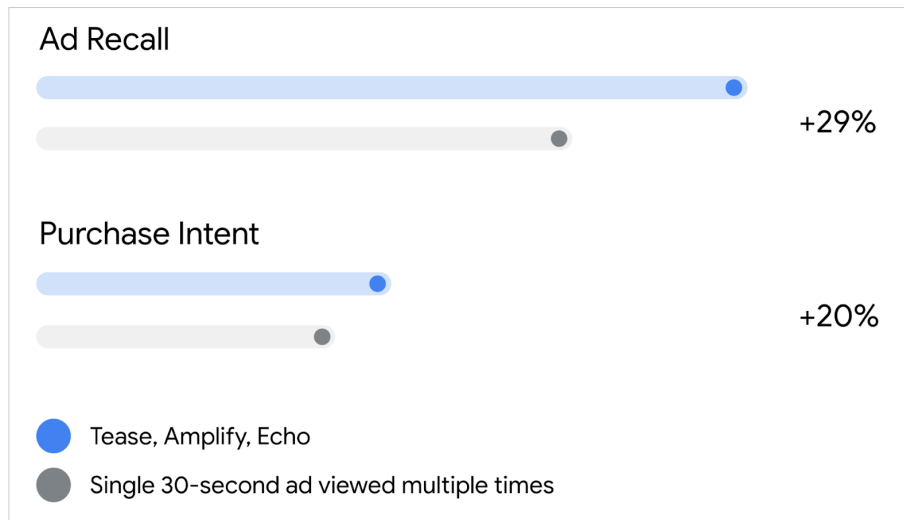 Ad Recall
+29%
Purchase Intent
+20%
Tease, Amplify, Echo
Single 30-second ad viewed multiple times